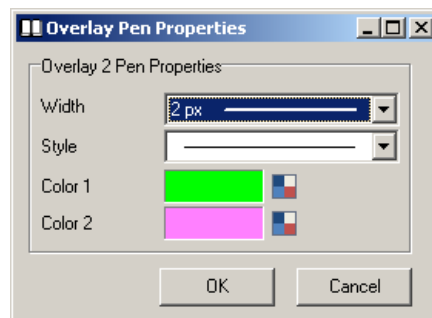 Overlay Pen Properties
Overlay 2 Pen Properties
Width 2 px
Style
Color 1
Color 2
OK Cancel